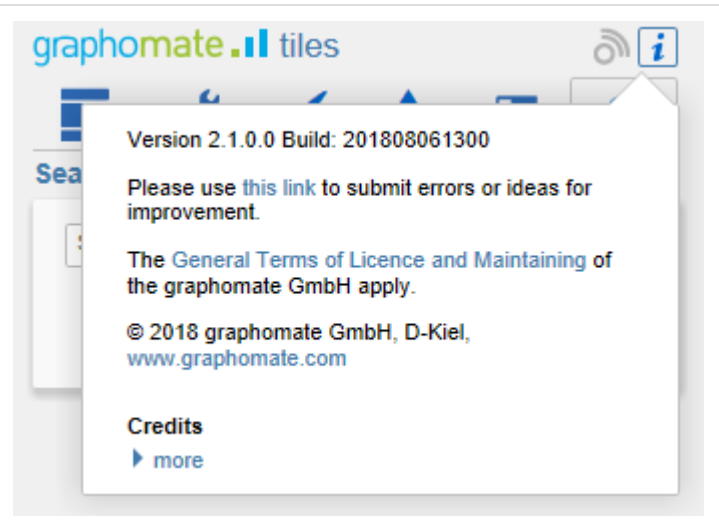 graphomate tiles
i
Version 2.1.0.0 Build: 201808061300
Sea
Please use this link to submit errors or ideas for
improvement.
The General Terms of Licence and Maintaining of
the graphomate GmbH apply.
© 2018 graphomate GmbH, D-Kiel,
www.graphomate.com
Credits
more